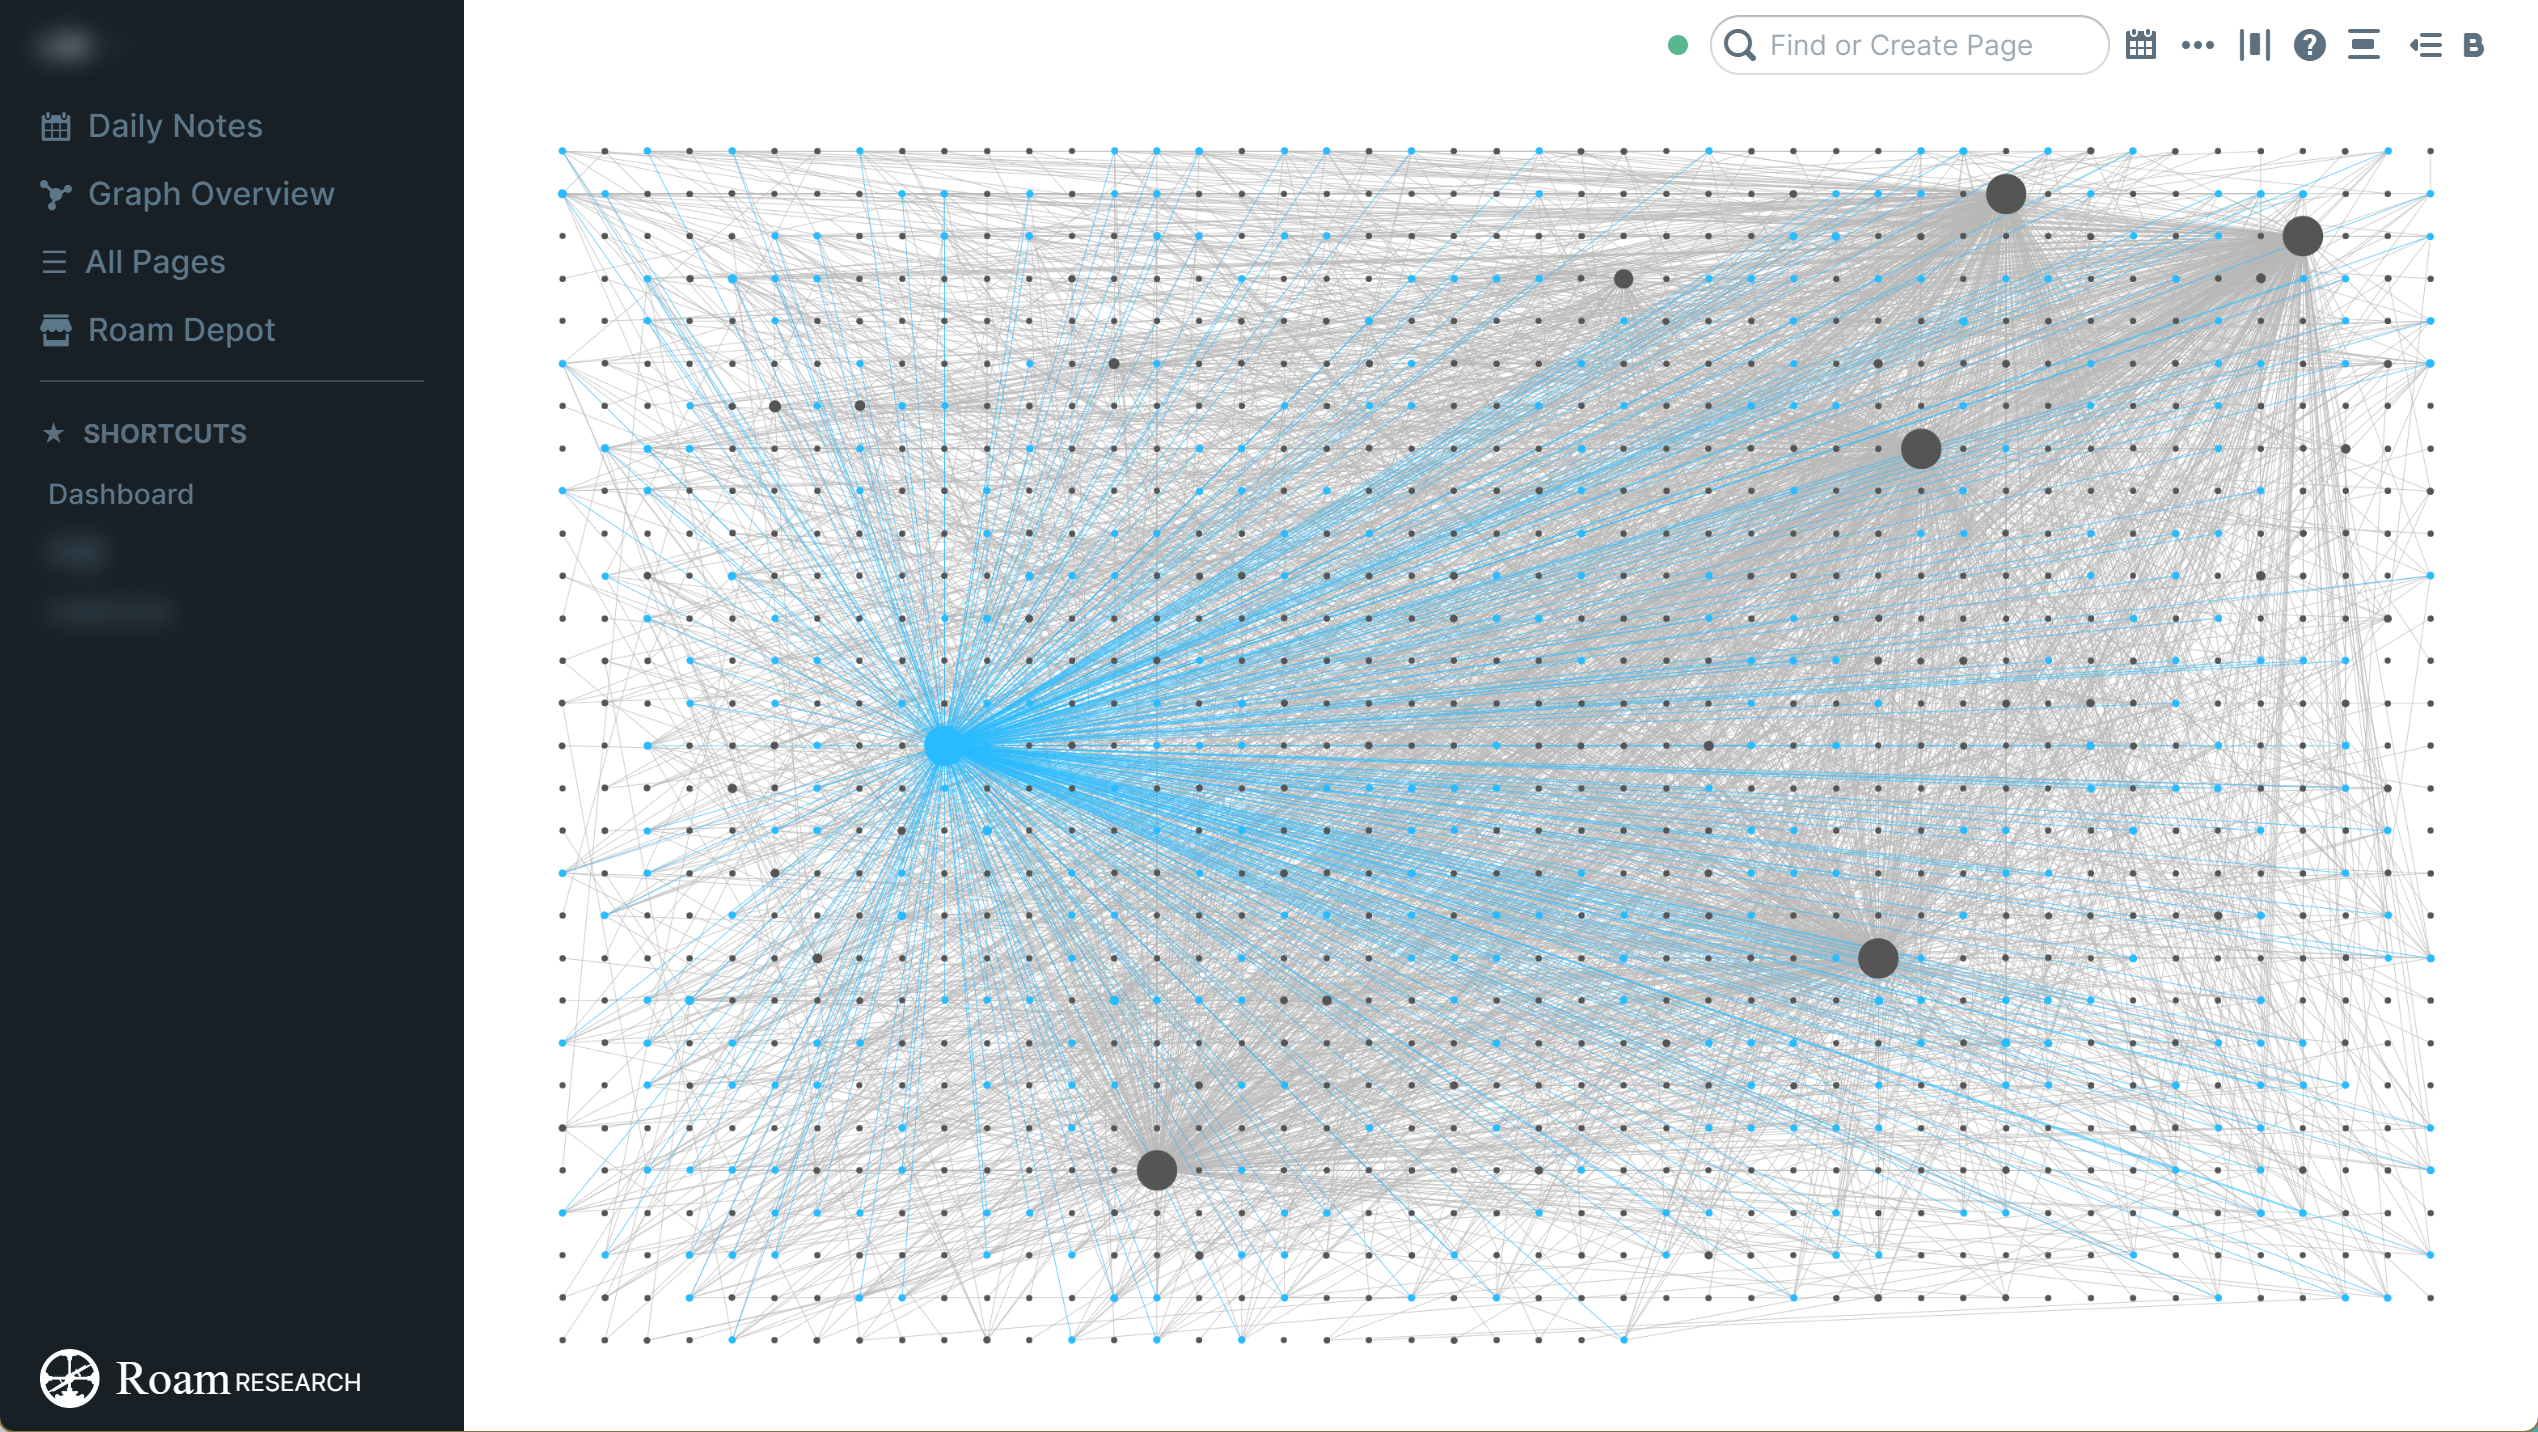 Find or Create Page
Daily Notes
Graph Overview
All Pages
Roam Depot
SHORTCUTS
Dashboard
Roam RESEARCH